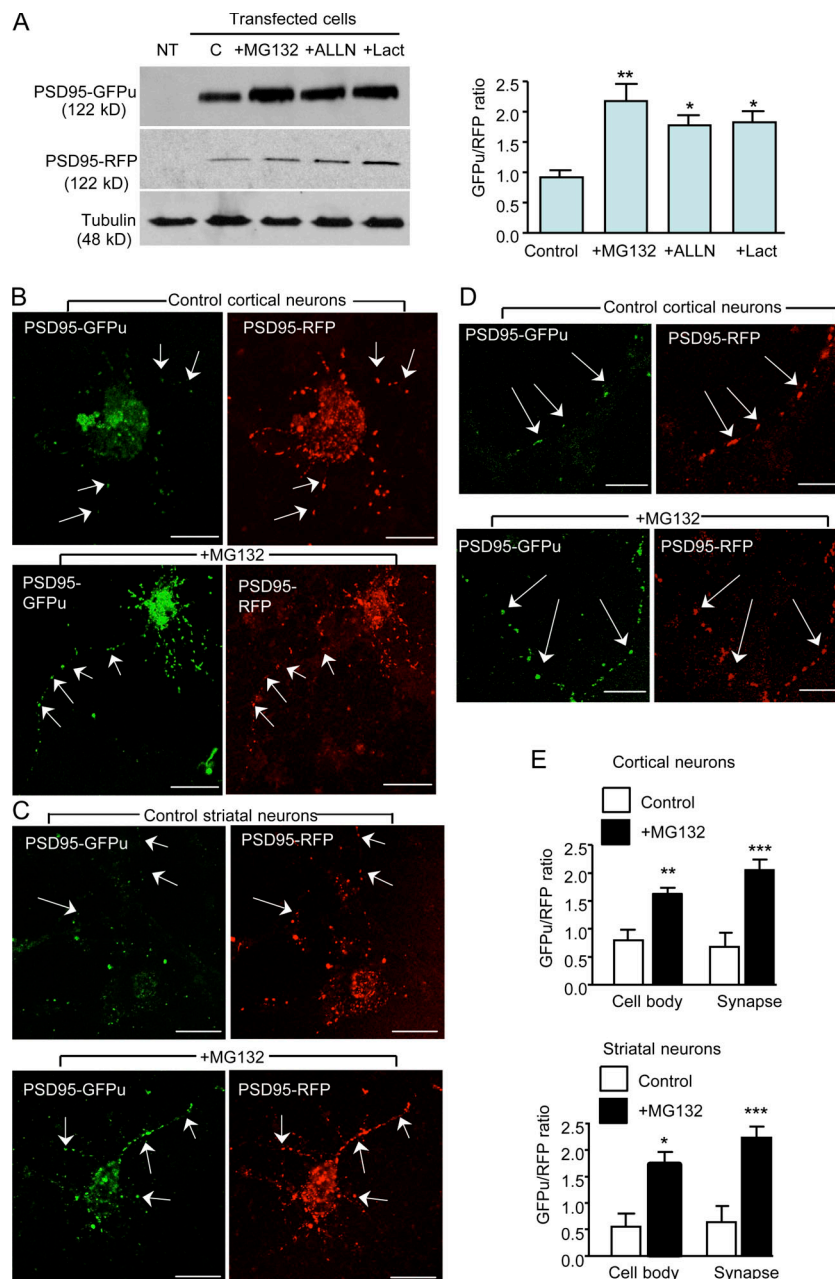 A
Transfected cells
NT C +MG132 +ALLN +Lact
PSD95-GFPu
(122 kD)
PSD95-RFP
(122 kD)
Tubulin
(48 kD)
GFPu/RFP ratio
2.5
2.0
1.5
1.0
0.5
0.0
** * *
Control +MG132 +ALLN +Lact
B
Control cortical neurons
PSD95-GFPu PSD95-RFP
+MG132
PSD95-
GFPu
PSD95-
RFP
C
Control striatal neurons
PSD95-GFPu PSD95-RFP
+MG132
PSD95-GFPu PSD95-RFP
D
Control cortical neurons
PSD95-GFPu PSD95-RFP
+MG132
PSD95-GFPu PSD95-RFP
E
Cortical neurons
Control
+MG132
GFPu/RFP ratio
2.5
2.0
1.5
1.0
0.5
0.0
** ***
Cell body Synapse
Striatal neurons
Control
+MG132
GFPu/RFP ratio
2.5
2.0
1.5
1.0
0.5
0.0
* ***
Cell body Synapse